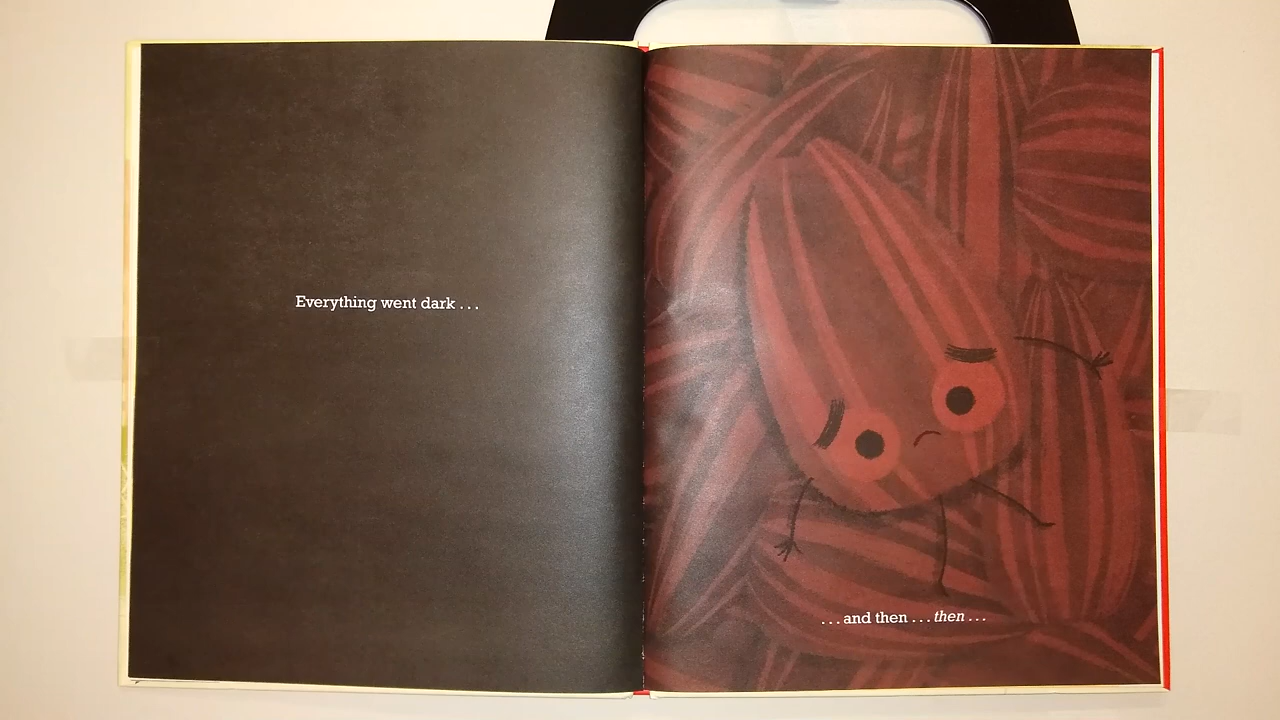 Everything went dark . . .
. . . and then . . . then . . .